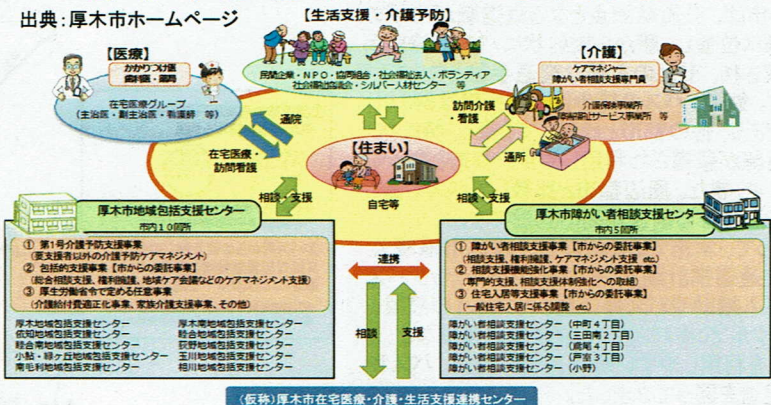 出典：厚木市ホームページ
【生活支援・介護予防】
民間企業・NPO・協同組合・社会福祉法人・ボランティア
社会福祉協議会・シルバー人材センター 等
【医療】
かかりつけ医
歯科医・薬局
在宅医療グループ
（主治医・副主治医・看護師 等）
【介護】
ケアマネジャー
障がい者相談支援専門員
介護保険事業所
障害福祉サービス事業所 等
通院
在宅医療・
訪問看護
訪問介護
・看護
通所
【住まい】
自宅等
相談・支援
相談・支援
厚木市地域包括支援センター
市内10箇所
① 第1号介護予防支援事業
（要支援者以外の介護予防ケアマネジメント）
② 包括的支援事業【市からの委託事業】
（総合相談支援、権利擁護、地域ケア会議などのケアマネジメント支援）
③ 厚生労働省令で定める任意事業
（介護給付費適正化事業、家族介護支援事業、その他）
厚木地域包括支援センター 厚木南地域包括支援センター
依知地域包括支援センター 睦合地域包括支援センター
睦合南地域包括支援センター 荻野地域包括支援センター
小鮎・緑ヶ丘地域包括支援センター 玉川地域包括支援センター
南毛利地域包括支援センター 相川地域包括支援センター
連携
相談
支援
厚木市障がい者相談支援センター
市内5箇所
① 障がい者相談支援事業【市からの委託事業】
（相談支援、権利擁護、ケアマネジメント支援 etc.）
② 相談支援機能強化事業【市からの委託事業】
（専門的支援、相談支援体制強化への取組）
③ 住宅入居等支援事業【市からの委託事業】
（一般住宅入居に係る調整 etc.）
障がい者相談支援センター（中町４丁目）
障がい者相談支援センター（三田南２丁目）
障がい者相談支援センター（鳶尾４丁目）
障がい者相談支援センター（戸室３丁目）
障がい者相談支援センター（小野）
（仮称）厚木市在宅医療・介護・生活支援連携センター